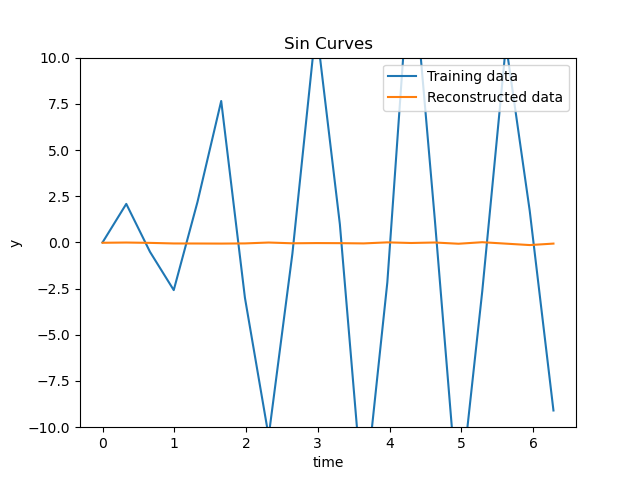 Sin Curves
Training data
Reconstructed data
10.0
7.5
5.0
2.5
0.0
−2.5
−5.0
−7.5
−10.0
y
0 1 2 3 4 5 6
time